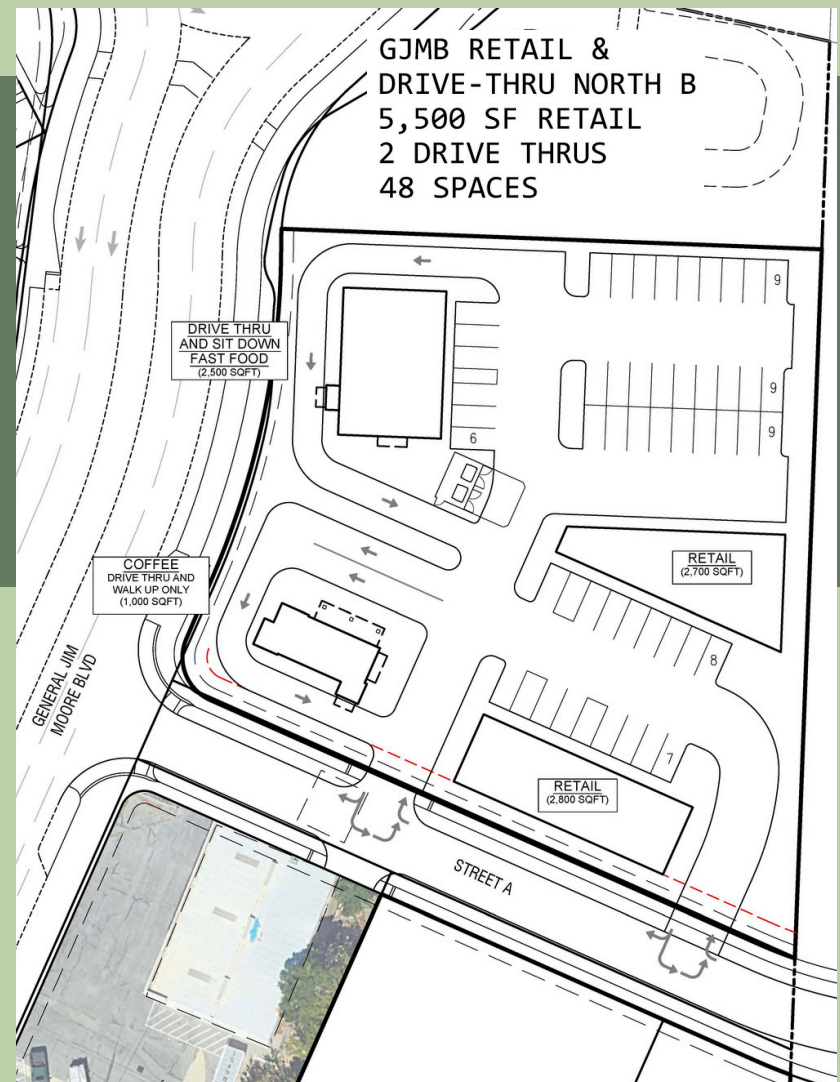 GJMB RETAIL &
DRIVE-THRU NORTH B
5,500 SF RETAIL
2 DRIVE THRUS
48 SPACES
9
DRIVE THRU
AND SIT DOWN
FAST FOOD
(2,500 SQFT)
9
9
6
COFFEE
DRIVE THRU AND
WALK UP ONLY
(1,000 SQFT)
RETAIL
(2,700 SQFT)
8
GENERAL JIM
MOORE BLVD
7
RETAIL
(2,800 SQFT)
STREET A